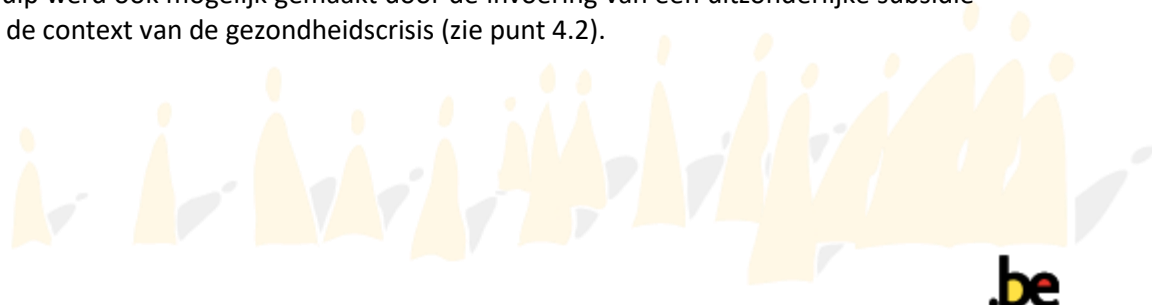 werd ook mogelijk gemaakt door de invoering van een uitzonderlijke subsidie
de context van de gezondheidscrisis (zie punt 4.2).
.be